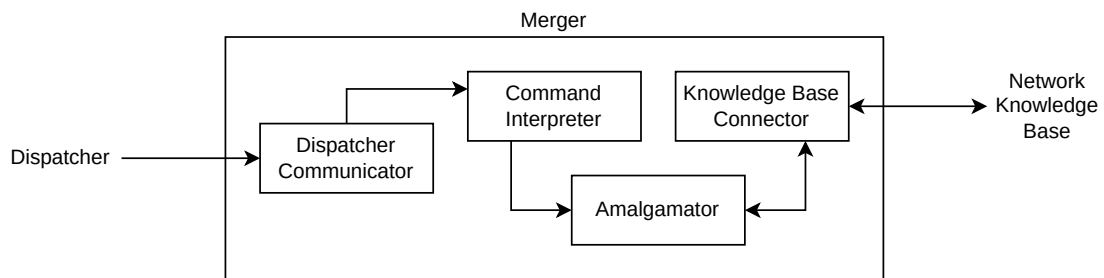 Merger
Command
Interpreter
Knowledge Base
Connector
Network
Knowledge
Base
Dispatcher
Dispatcher
Communicator
Amalgamator